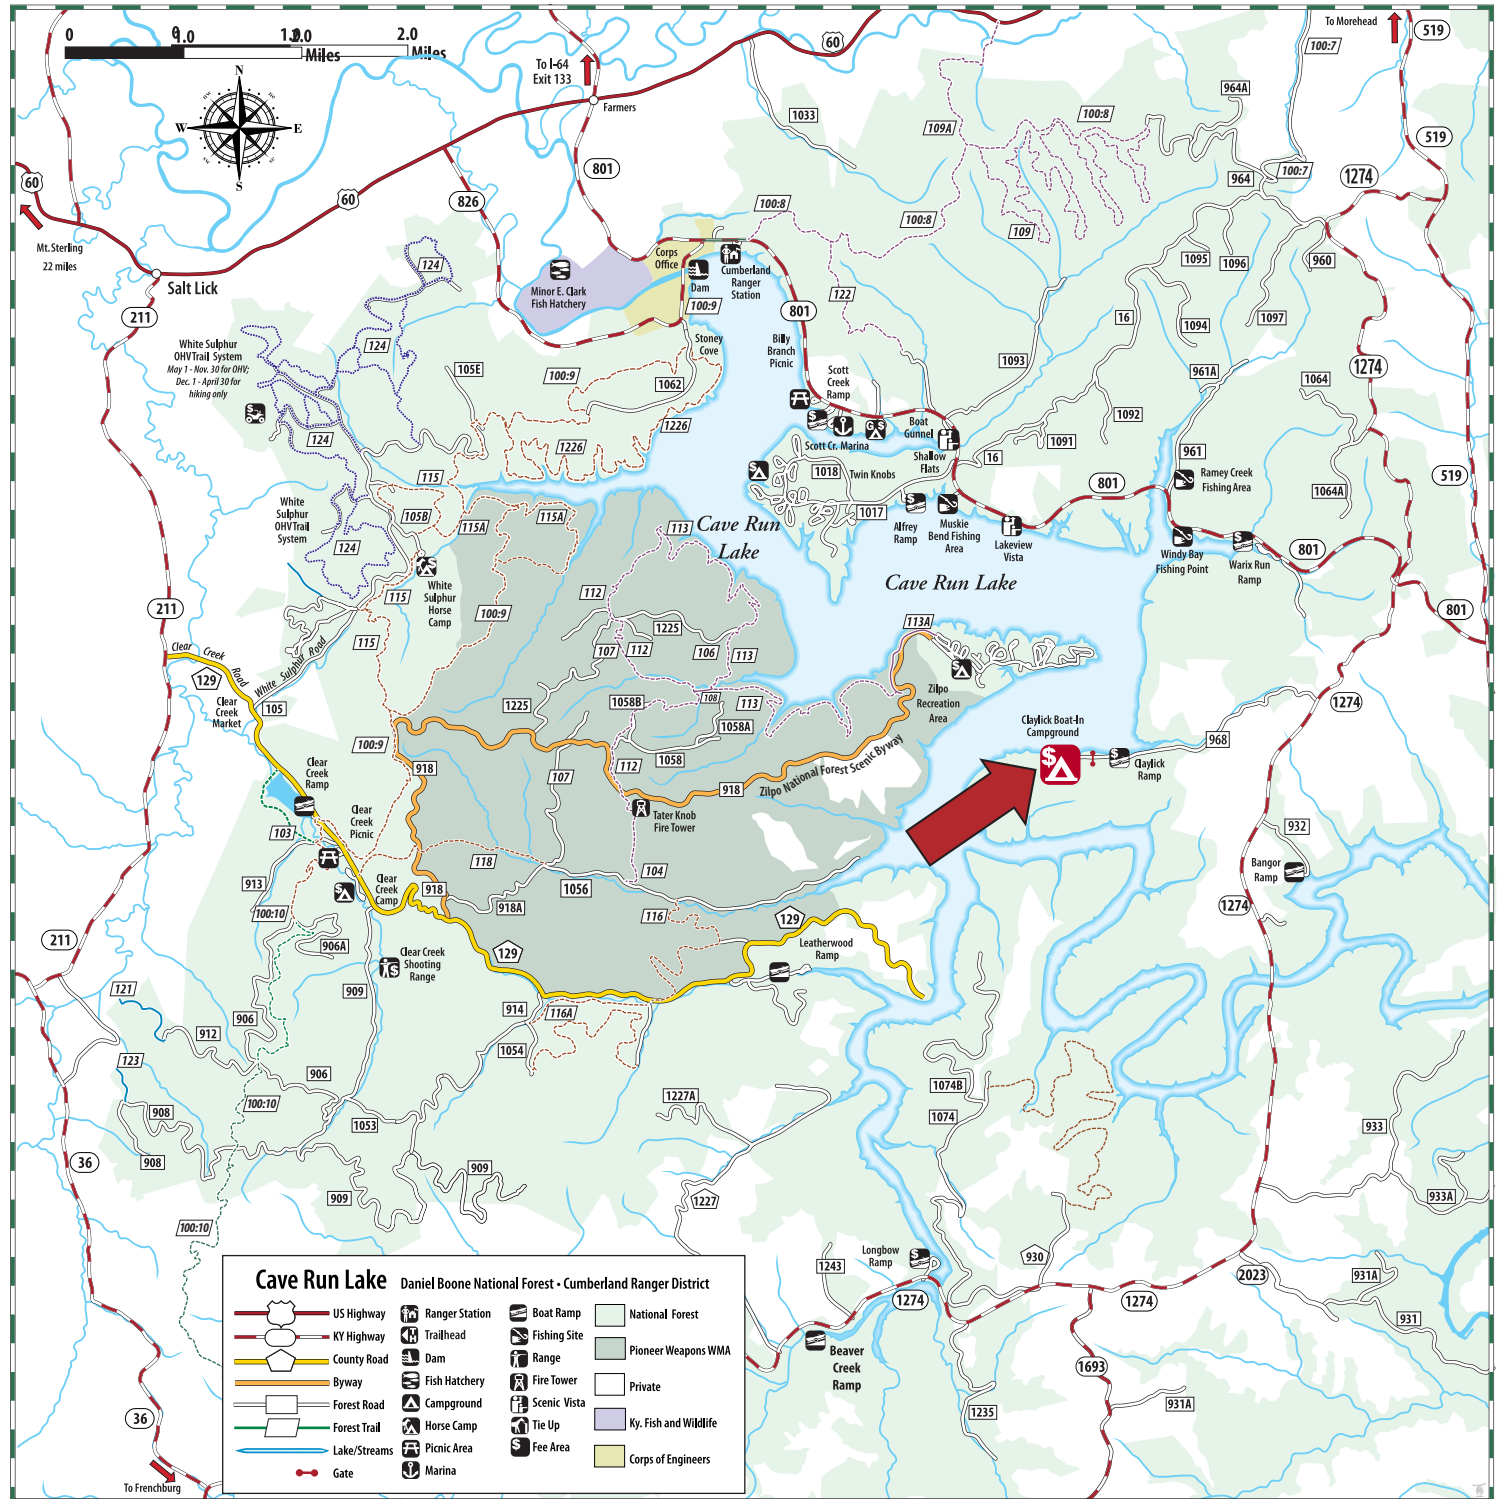 0
0
1.0
1.0
2.0
2.0
Miles
Miles
N
W
E
S
To I-64
Exit 133
Farmers
60
60
60
Mt. Sterling
22 miles
Salt Lick
To Morehead
519
519
519
100:7
100:7
964A
964
1033
109A
100:8
109
100:8
100:8
801
826
1274
1274
Corps
Office
Minor E. Clark
Fish Hatchery
Dam
Cumberland
Ranger
Station
100:9
122
1095
1096
960
1097
1094
16
124
124
124
124
211
White Sulphur
OHV Trail System
May 1 - Nov. 30 for OHV;
Dec. 1 - April 30 for
hiking only
Stoney
Cove
105E
100:9
1062
1226
1226
801
Billy
Branch
Picnic
Scott
Creek
Ramp
Scott Cr. Marina
Boat
Gunnel
Shallow
Flats
1093
1092
1091
16
961A
961
1064
1064A
Ramey Creek
Fishing Area
Twin Knobs
1018
1017
Alfrey
Ramp
Muskie
Bend Fishing
Area
Lakeview
Vista
801
801
801
Windy Bay
Fishing Point
Warix Run
Ramp
White
Sulphur
OHV Trail
System
115
105B
115A
115A
113
Cave Run
Lake
Cave Run Lake
White
Sulphur
Horse
Camp
115
115
100:9
112
1225
107
112
106
113
113A
211
Clear Creek Road
129
White Sulphur Road
Clear
Creek
Market
105
1225
1058B
108
113
1058A
1058
Zilpo
Recreation
Area
Claylick Boat-In
Campground
Claylick
Ramp
968
1274
100:9
918
107
112
918
Zilpo National Forest Scenic Byway
Tater Knob
Fire Tower
Clear
Creek
Ramp
Clear
Creek
Picnic
103
913
100:10
Clear
Creek
Camp
918
918A
118
1056
104
116
129
Leatherwood
Ramp
932
Bangor
Ramp
1274
211
906A
Clear Creek
Shooting
Range
909
129
914
116A
1054
121
912
906
123
906
100:10
908
908
1053
909
909
1227A
1227
1074B
1074
933
933A
36
100:10
Longbow
Ramp
1243
1274
930
1274
2023
931A
931
1693
931A
1235
Beaver
Creek
Ramp
36
To Frenchburg
Cave Run Lake Daniel Boone National Forest • Cumberland Ranger District
US Highway
KY Highway
County Road
Byway
Forest Road
Forest Trail
Lake/Streams
Gate
Ranger Station
Trailhead
Dam
Fish Hatchery
Campground
Horse Camp
Picnic Area
Marina
Boat Ramp
Fishing Site
Range
Fire Tower
Scenic Vista
Tie Up
Fee Area
National Forest
Pioneer Weapons WMA
Private
Ky. Fish and Wildlife
Corps of Engineers